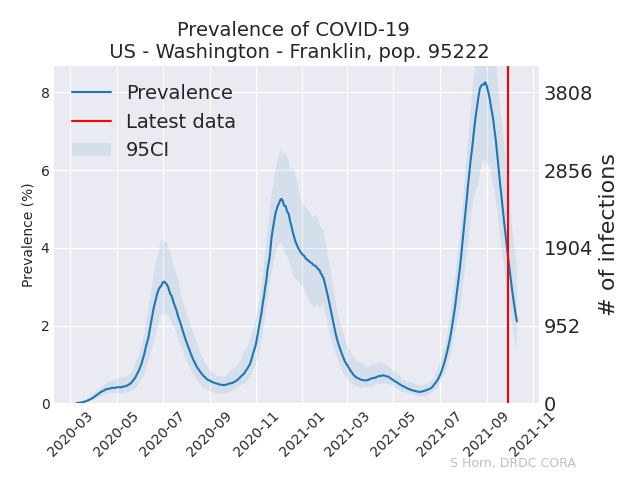 Prevalence of COVID-19
US - Washington - Franklin, pop. 95222
Prevalence
Latest data
95CI
Prevalence (%)
8
6
4
2
0
3808
2856
1904
952
0
# of infections
2020-03
2020-05
2020-07
2020-09
2020-11
2021-01
2021-03
2021-05
2021-07
2021-09
2021-11
S Horn, DRDC CORA